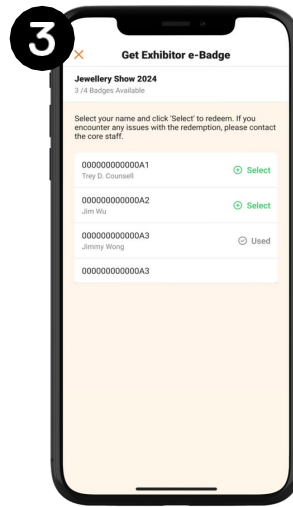 3
Get Exhibitor e-Badge
Jewellery Show 2024
3 /4 Badges Available
Select your name and click 'Select' to redeem. If you
encounter any issues with the redemption, please contact
the core staff.
000000000000A1
Trey D. Counsell
Select
000000000000A2
Jim Wu
Select
000000000000A3
Jimmy Wong
Used
000000000000A3